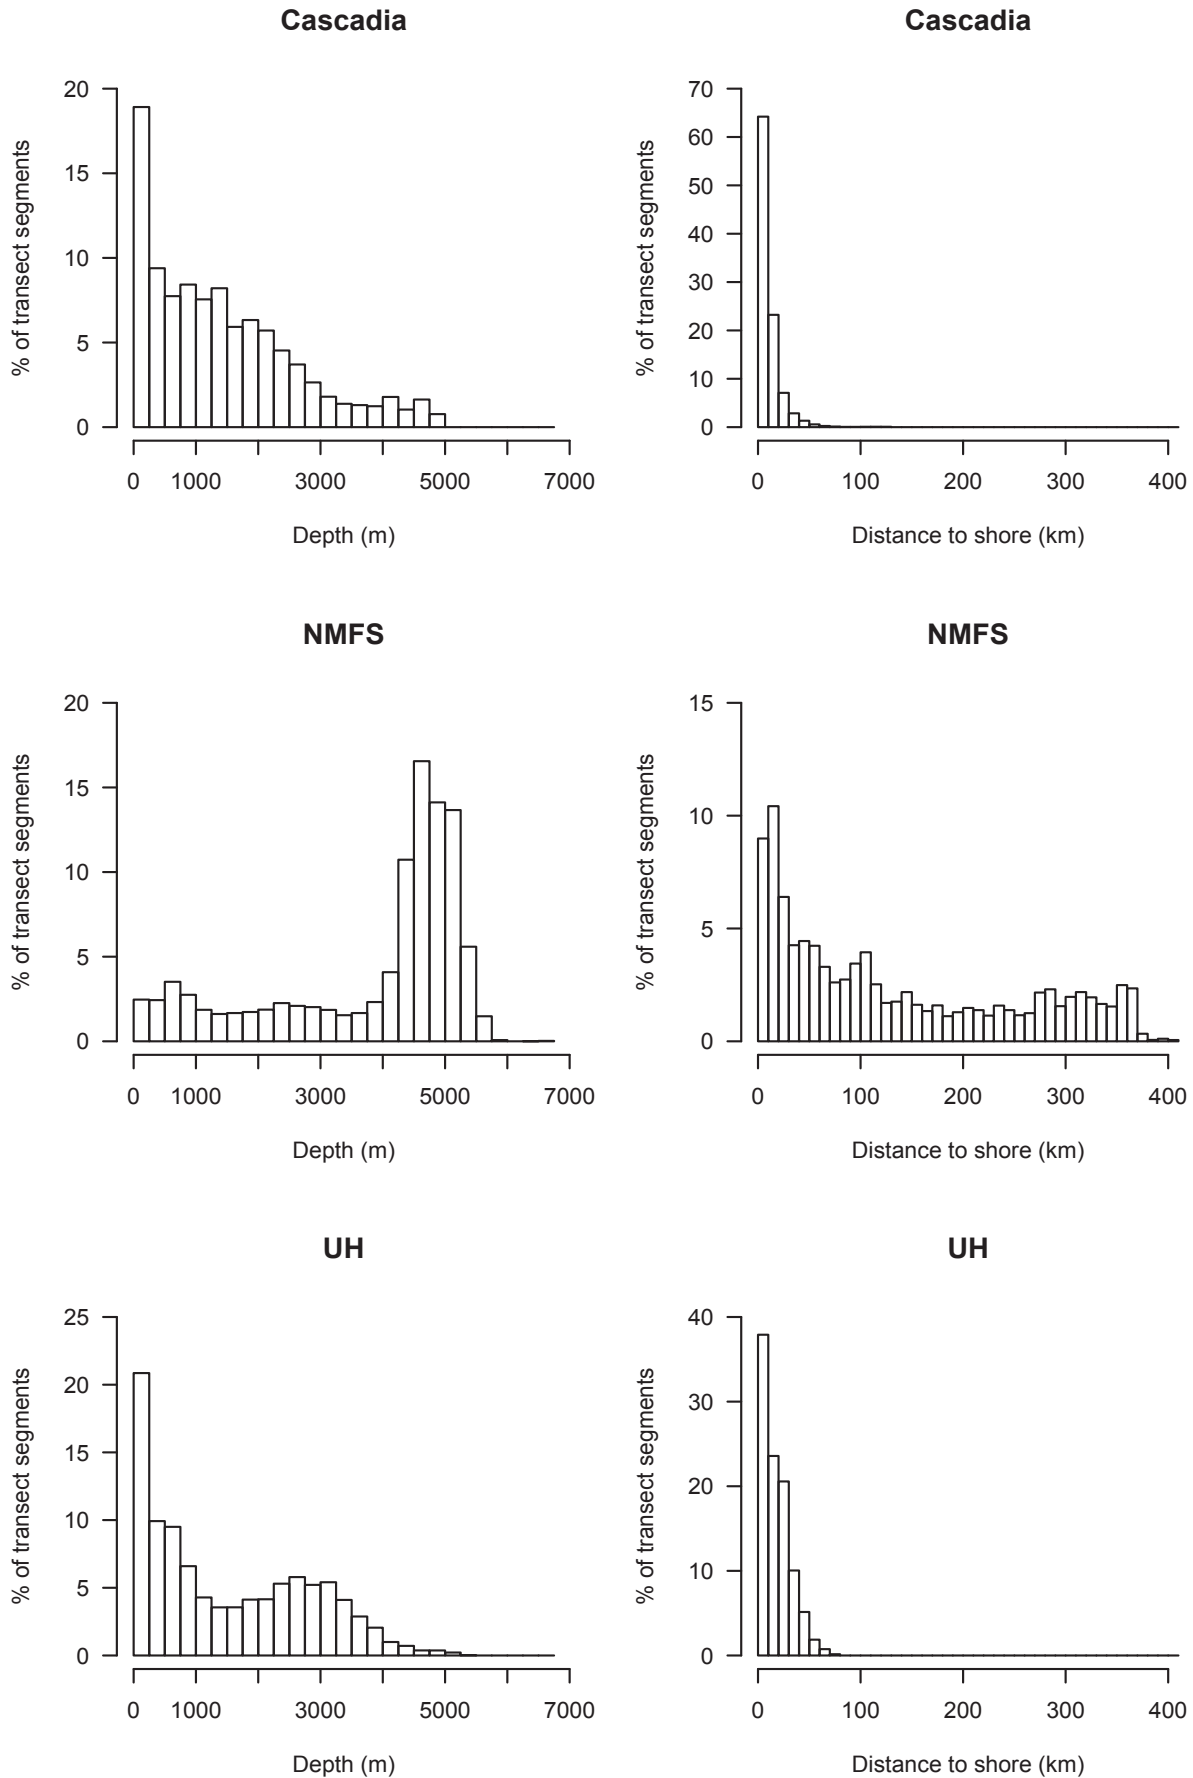 Cascadia
% of transect segments
20
15
10
5
0
0 1000 3000 5000 7000
Depth (m)
Cascadia
% of transect segments
70
60
50
40
30
20
10
0
0 100 200 300 400
Distance to shore (km)
NMFS
% of transect segments
20
15
10
5
0
0 1000 3000 5000 7000
Depth (m)
NMFS
% of transect segments
15
10
5
0
0 100 200 300 400
Distance to shore (km)
UH
% of transect segments
25
20
15
10
5
0
0 1000 3000 5000 7000
Depth (m)
UH
% of transect segments
40
30
20
10
0
0 100 200 300 400
Distance to shore (km)